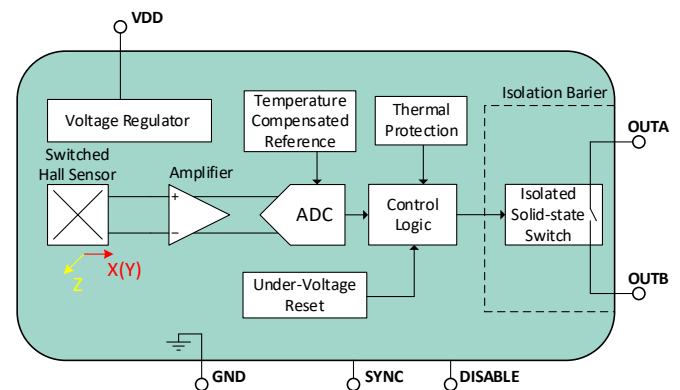 VDD
Isolation Barier
Voltage Regulator
Temperature
Compensated
Reference
Thermal
Protection
OUTA
Switched
Hall Sensor
Amplifier
+
−
ADC
Control
Logic
Isolated
Solid-state
Switch
X(Y)
Z
Under-Voltage
Reset
OUTB
GND
SYNC
DISABLE